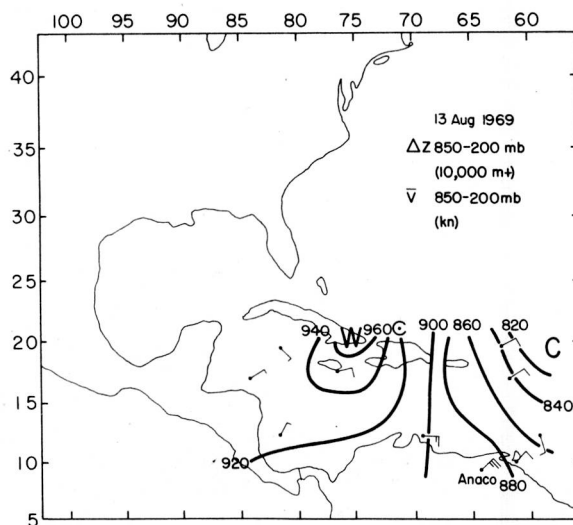 100 95 90 85 80 75 70 65 60
40
35
30
25
20
15
10
5
13 Aug 1969
ΔZ 850-200 mb
(10,000 m+)
V̄ 850-200mb
(kn)
940 W 960 C 900 860 820 C
840
920
Anaco
880